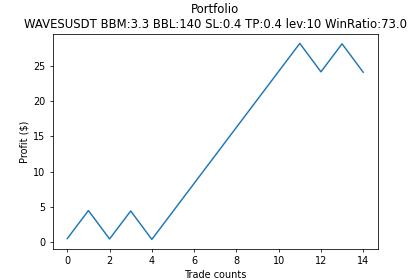 Portfolio
WAVESUSDT BBM:3.3 BBL:140 SL:0.4 TP:0.4 lev:10 WinRatio:73.0
Profit ($)
25
20
15
10
5
0
0 2 4 6 8 10 12 14
Trade counts